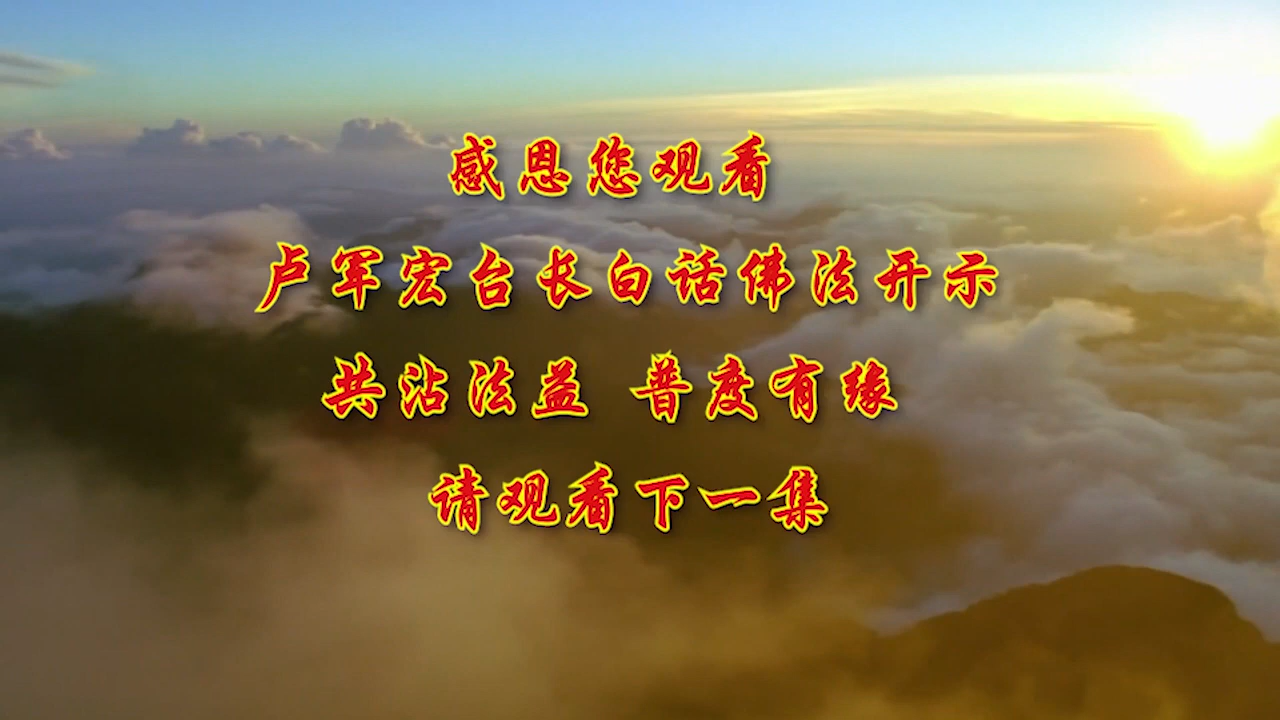 感恩您观看
卢军宏台长白话佛法开示
共沾法益 普度有缘
请观看下一集